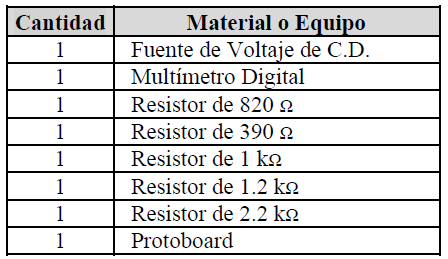 Cantidad Material o Equipo
1 Fuente de Voltaje de C.D.
1 Multímetro Digital
1 Resistor de 820 Ω
1 Resistor de 390 Ω
1 Resistor de 1 kΩ
1 Resistor de 1.2 kΩ
1 Resistor de 2.2 kΩ
1 Protoboard